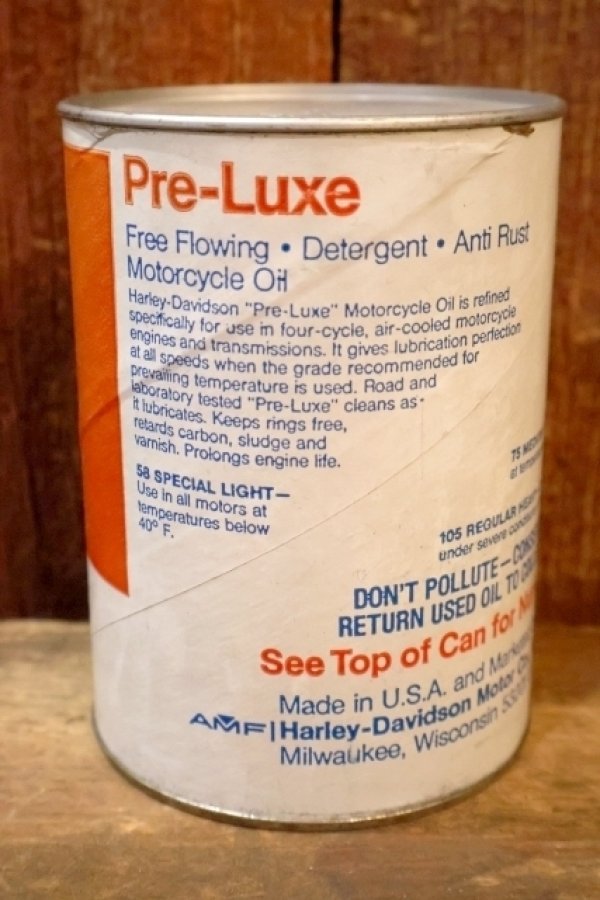 Pre-Luxe
Free Flowing • Detergent • Anti Rust
Motorcycle Oil
Harley-Davidson "Pre-Luxe" Motorcycle Oil is refined
specifically for use in four-cycle, air-cooled motorcycle
engines and transmissions. It gives lubrication perfection
at all speeds when the grade recommended for
prevailing temperature is used. Road and
laboratory tested "Pre-Luxe" cleans as
it lubricates. Keeps rings free,
retards carbon, sludge and
varnish. Prolongs engine life.
58 SPECIAL LIGHT—
Use in all motors at
temperatures below
40° F.
75
at
105 REGULAR
under severe
DON'T POLLUTE —
RETURN USED OIL TO
See Top of Can for
Made in U.S.A. and
AMF | Harley-Davidson Motor
Milwaukee, Wisconsin